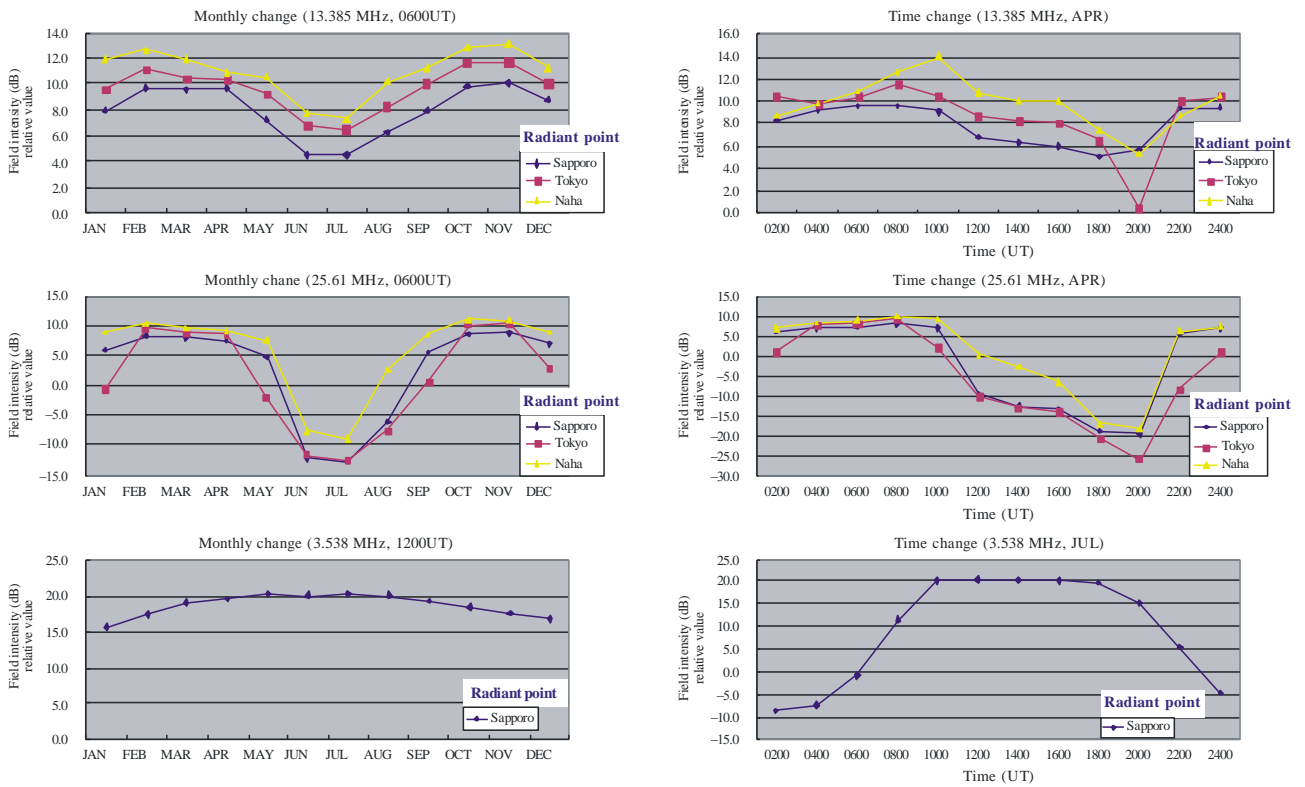 Monthly change (13.385 MHz, 0600UT)
Field intensity (dB)
relative value
14.0
12.0
10.0
8.0
6.0
4.0
2.0
0.0
JAN FEB MAR APR MAY JUN JUL AUG SEP OCT NOV DEC
Radiant point
Sapporo
Tokyo
Naha
Time change (13.385 MHz, APR)
Field intensity (dB)
relative value
16.0
14.0
12.0
10.0
8.0
6.0
4.0
2.0
0.0
0200 0400 0600 0800 1000 1200 1400 1600 1800 2000 2200 2400
Time (UT)
Radiant point
Sapporo
Tokyo
Naha
Monthly chane (25.61 MHz, 0600UT)
Field intensity (dB)
relative value
15.0
10.0
5.0
0.0
–5.0
–10.0
–15.0
JAN FEB MAR APR MAY JUN JUL AUG SEP OCT NOV DEC
Radiant point
Sapporo
Tokyo
Naha
Time change (25.61 MHz, APR)
Field intensity (dB)
relative value
15.0
10.0
5.0
0.0
–5.0
–10.0
–15.0
–20.0
–25.0
–30.0
0200 0400 0600 0800 1000 1200 1400 1600 1800 2000 2200 2400
Time (UT)
Radiant point
Sapporo
Tokyo
Naha
Monthly change (3.538 MHz, 1200UT)
Field intensity (dB)
relative value
25.0
20.0
15.0
10.0
5.0
0.0
JAN FEB MAR APR MAY JUN JUL AUG SEP OCT NOV DEC
Radiant point
Sapporo
Time change (3.538 MHz, JUL)
Field intensity (dB)
relative value
25.0
20.0
15.0
10.0
5.0
0.0
–5.0
–10.0
–15.0
0200 0400 0600 0800 1000 1200 1400 1600 1800 2000 2200 2400
Time (UT)
Radiant point
Sapporo